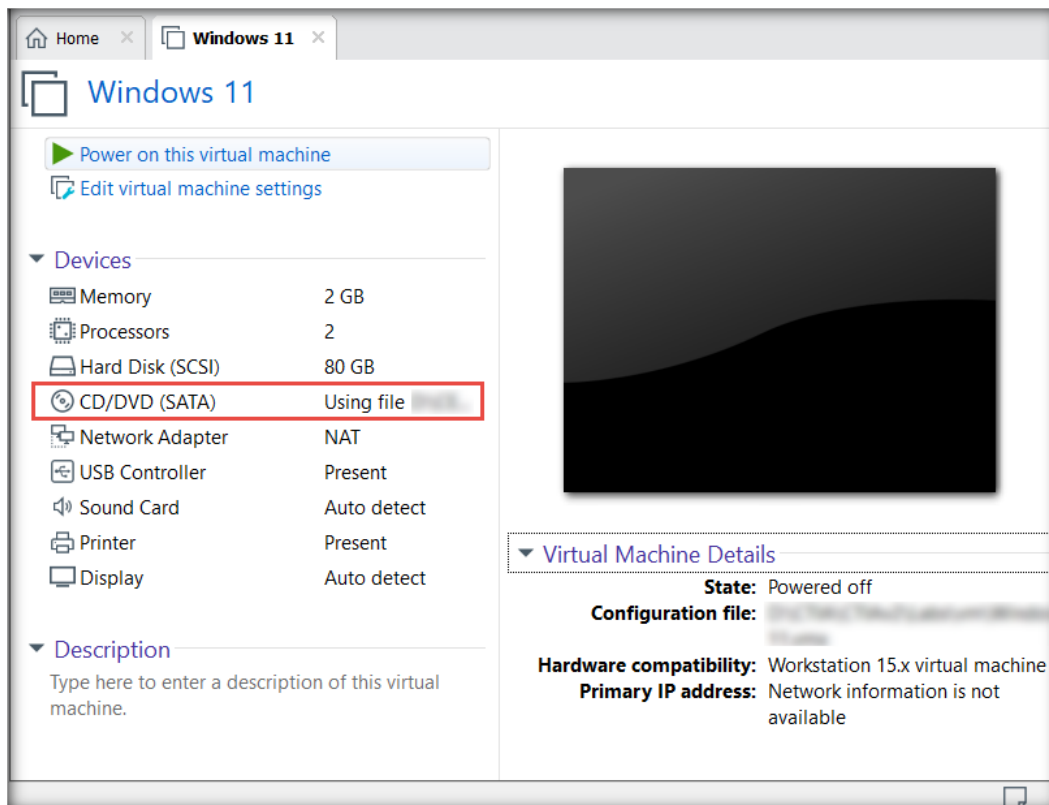 Home
Windows 11
Windows 11
Power on this virtual machine
Edit virtual machine settings
Devices
Memory 2 GB
Processors 2
Hard Disk (SCSI) 80 GB
CD/DVD (SATA) Using file
Network Adapter NAT
USB Controller Present
Sound Card Auto detect
Printer Present
Display Auto detect
Description
Type here to enter a description of this virtual
machine.
Virtual Machine Details
State: Powered off
Configuration file:
Hardware compatibility: Workstation 15.x virtual machine
Primary IP address: Network information is not
available